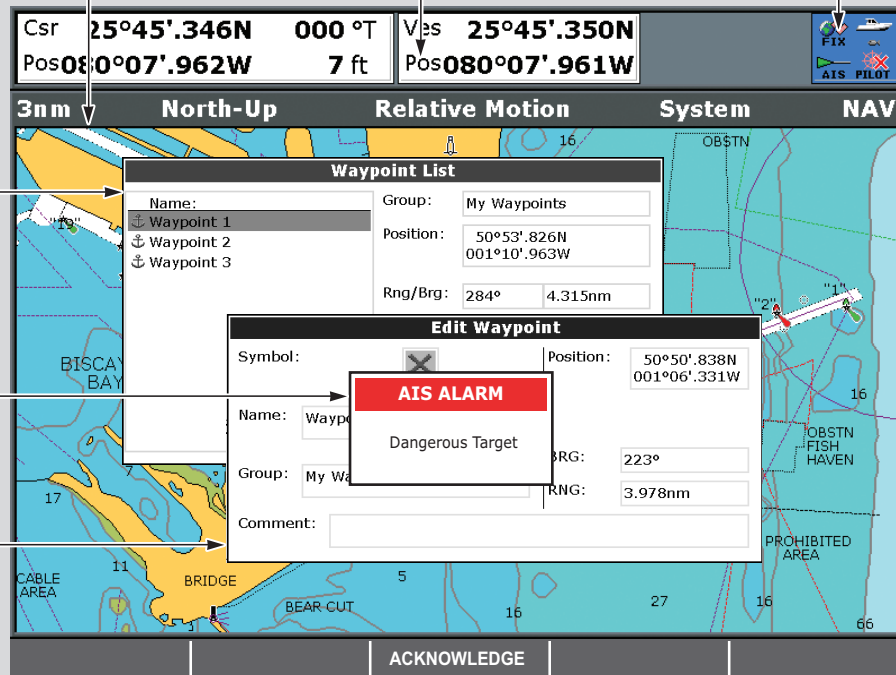 Csr 25°45'.346N 000 °T
Pos 080°07'.962W 7 ft
Ves 25°45'.350N
Pos 080°07'.961W
FIX
AIS PILOT
3nm North-Up Relative Motion System NAV
16
OBSTN
Waypoint List
Name:
Waypoint 1
Waypoint 2
Waypoint 3
Group: My Waypoints
Position: 50°53'.826N
001°10'.963W
Rng/Brg: 284° 4.315nm
"19"
"2"
"1"
Edit Waypoint
Symbol:
Position: 50°50'.838N
001°06'.331W
AIS ALARM
Dangerous Target
Name: Waypo
Group: My Wa
BRG: 223°
RNG: 3.978nm
Comment:
BISCAY
BAY
16
OBSTN
FISH
HAVEN
7
17
PROHIBITED
AREA
CABLE
AREA
11
BRIDGE
5
BEAR CUT
16
27
16
66
ACKNOWLEDGE